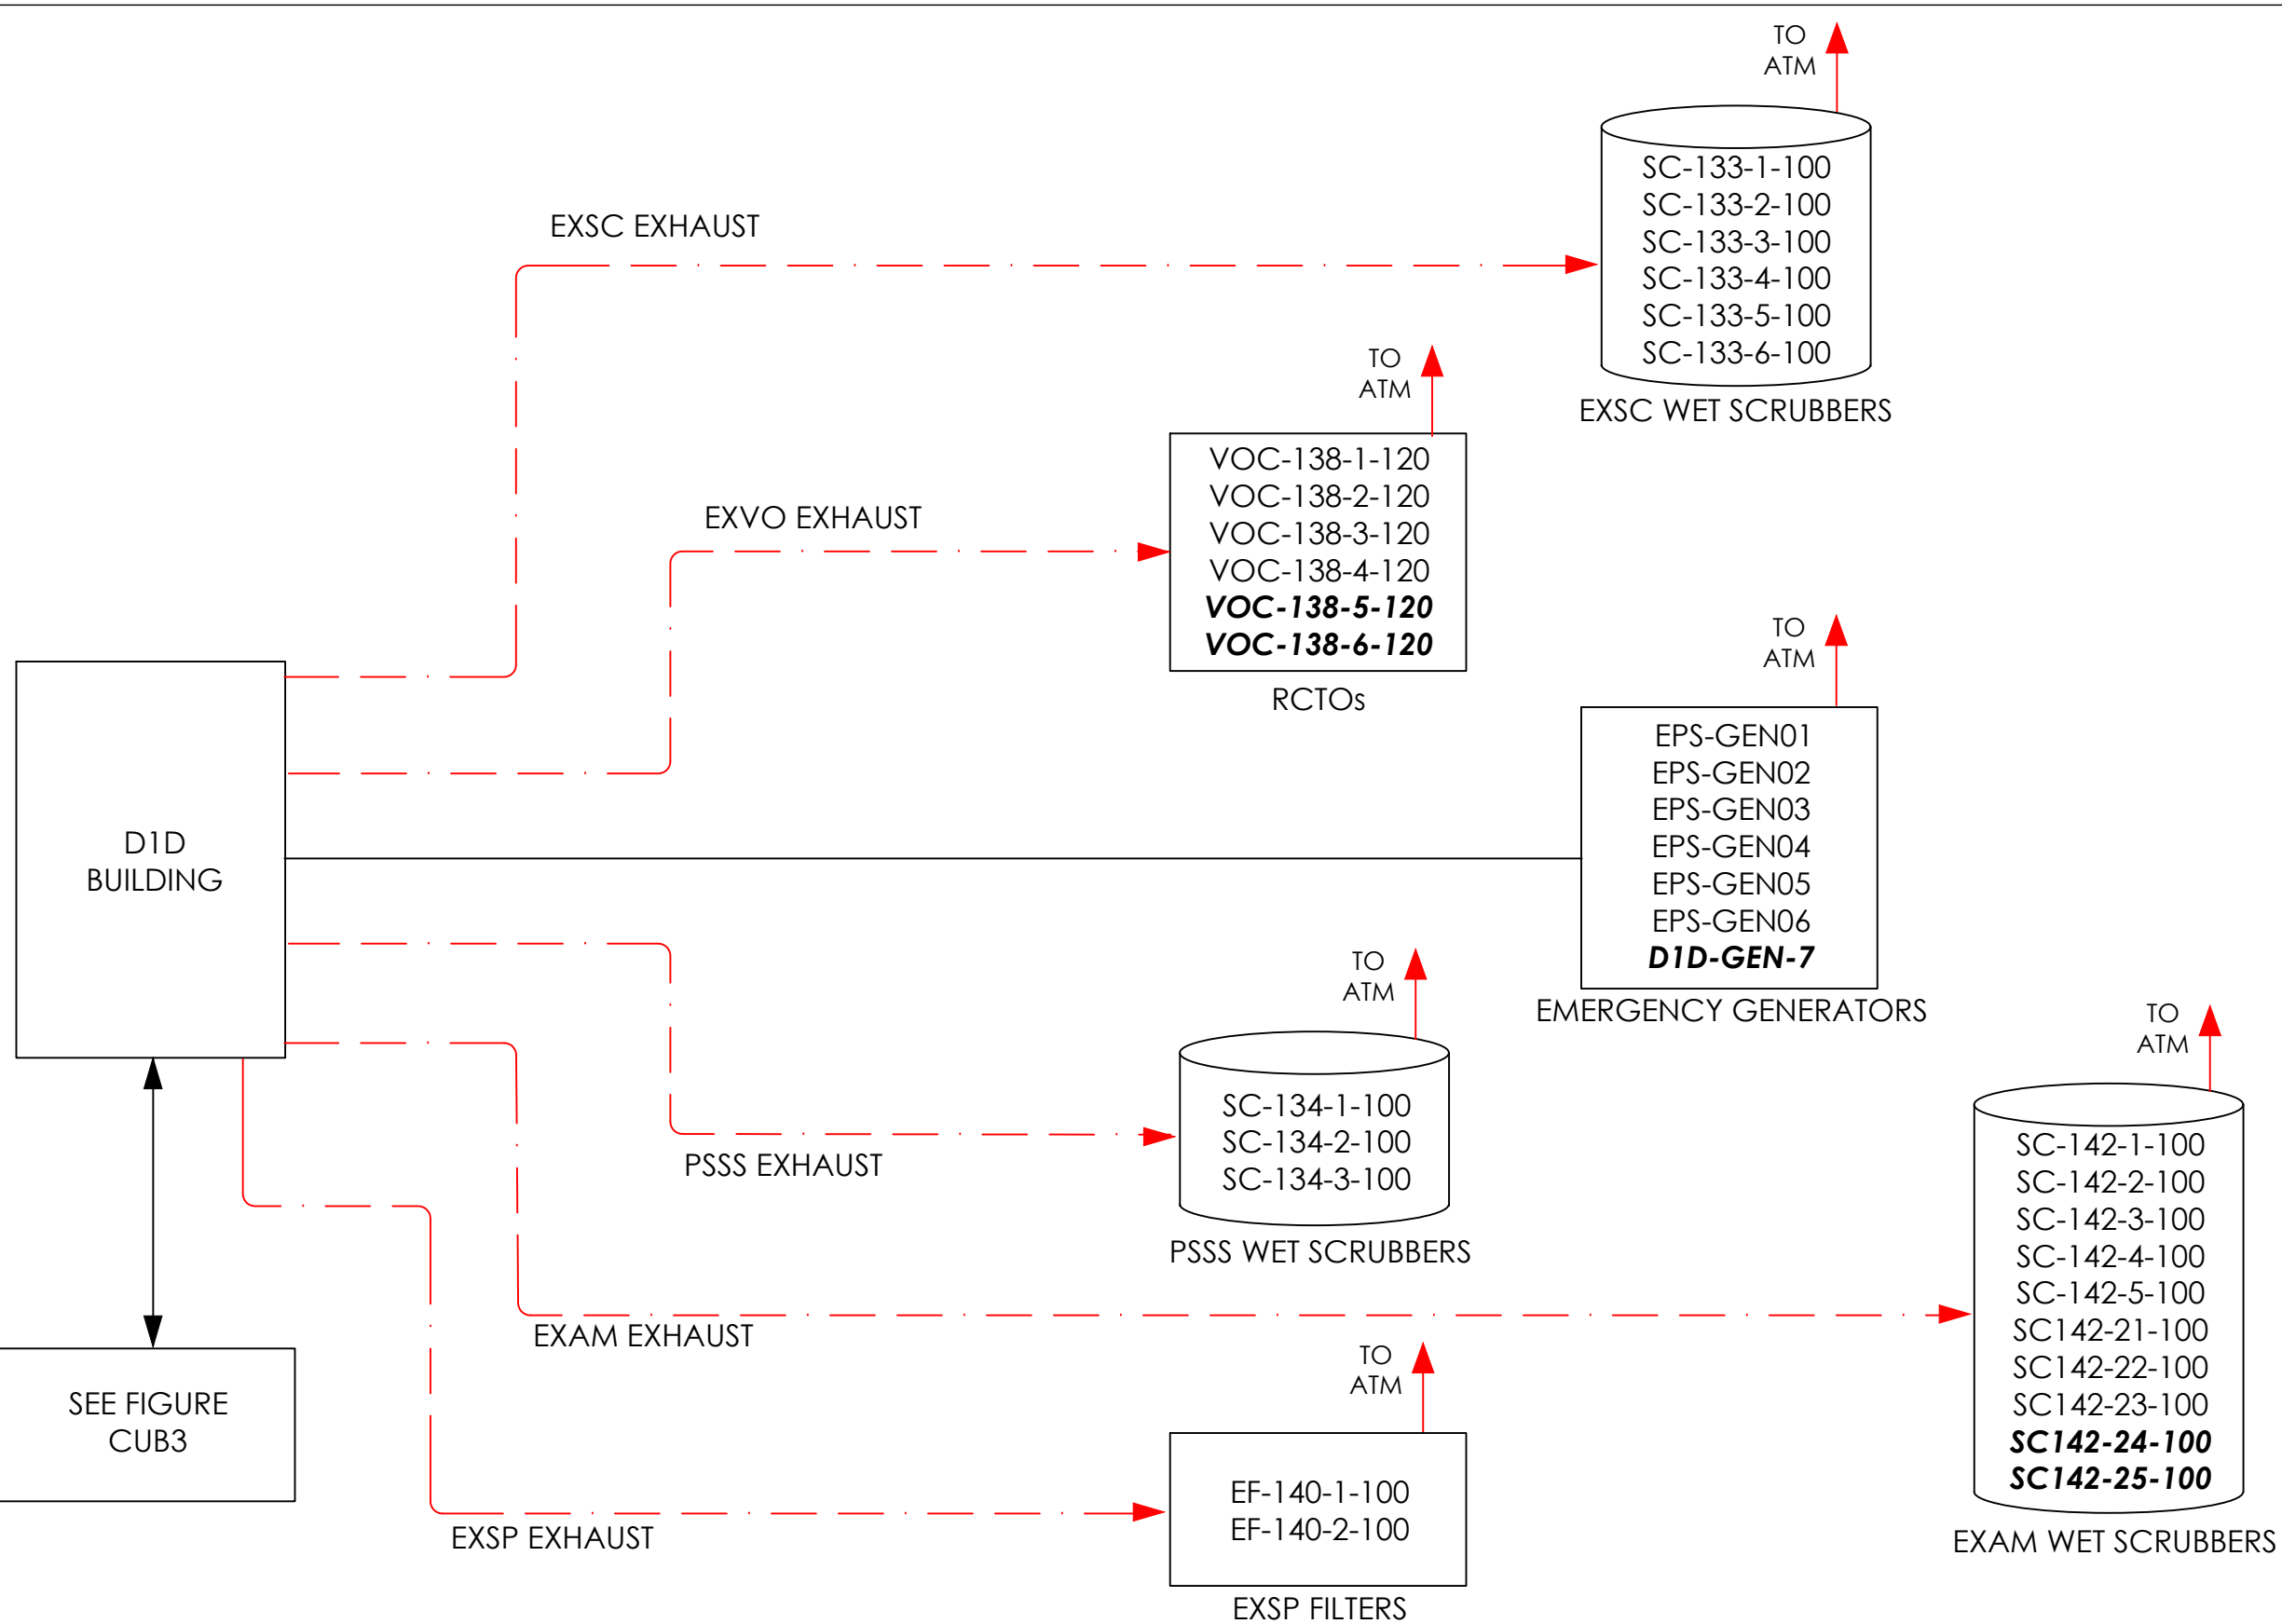 TO
ATM
SC-133-1-100
SC-133-2-100
SC-133-3-100
SC-133-4-100
SC-133-5-100
SC-133-6-100
EXSC WET SCRUBBERS
EXSC EXHAUST
TO
ATM
VOC-138-1-120
VOC-138-2-120
VOC-138-3-120
VOC-138-4-120
VOC-138-5-120
VOC-138-6-120
RCTOs
EXVO EXHAUST
TO
ATM
EPS-GEN01
EPS-GEN02
EPS-GEN03
EPS-GEN04
EPS-GEN05
EPS-GEN06
D1D-GEN-7
EMERGENCY GENERATORS
D1D
BUILDING
TO
ATM
SC-134-1-100
SC-134-2-100
SC-134-3-100
PSSS WET SCRUBBERS
PSSS EXHAUST
TO
ATM
SC-142-1-100
SC-142-2-100
SC-142-3-100
SC-142-4-100
SC-142-5-100
SC142-21-100
SC142-22-100
SC142-23-100
SC142-24-100
SC142-25-100
EXAM WET SCRUBBERS
EXAM EXHAUST
SEE FIGURE
CUB3
TO
ATM
EF-140-1-100
EF-140-2-100
EXSP FILTERS
EXSP EXHAUST